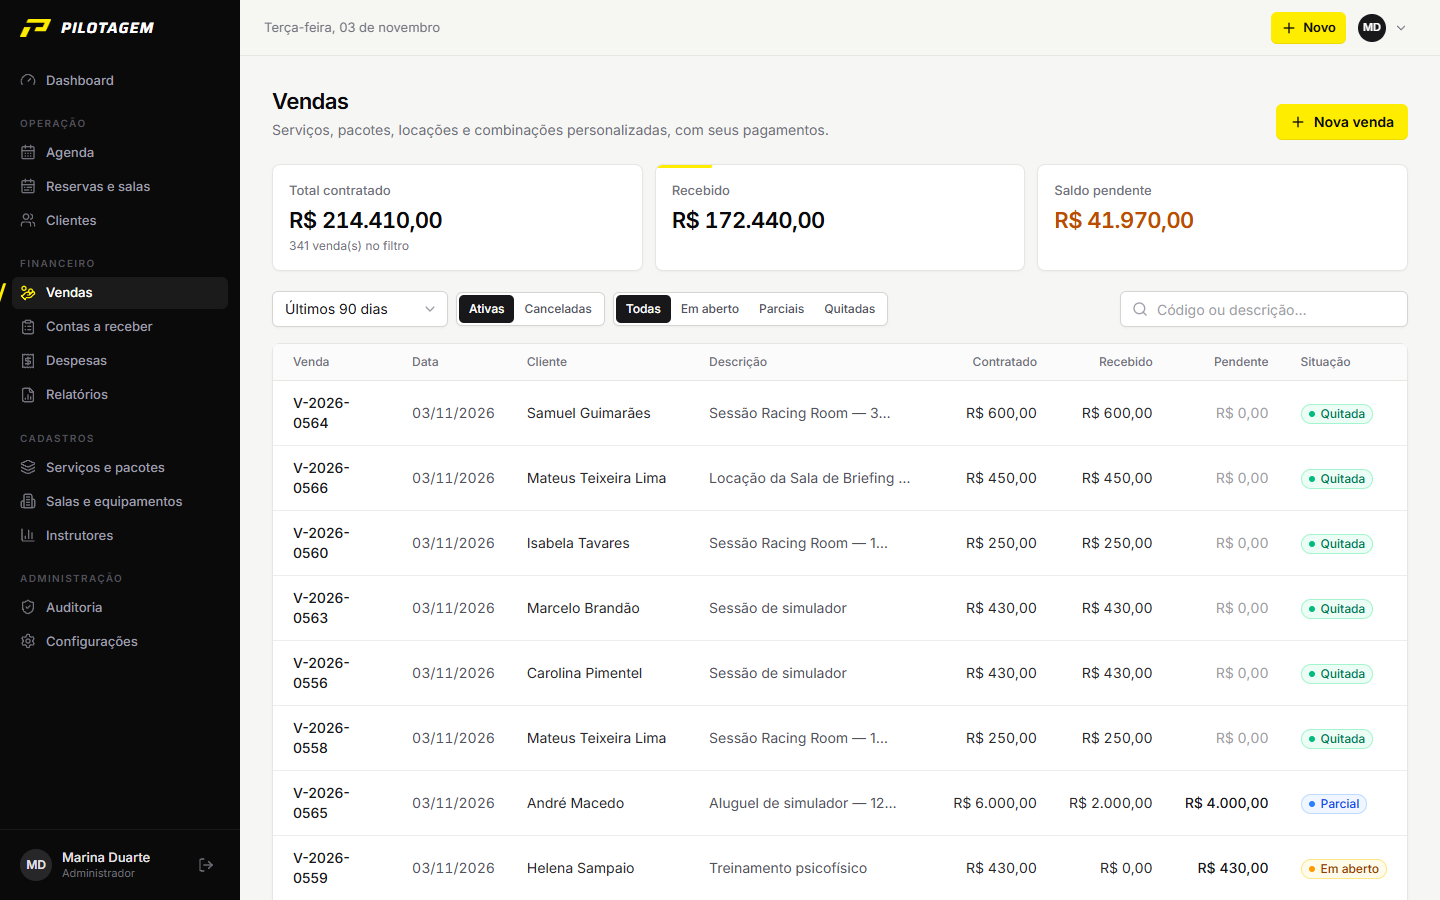 PILOTAGEM
Terça-feira, 03 de novembro
Novo
MD
Dashboard
OPERAÇÃO
Agenda
Reservas e salas
Clientes
FINANCEIRO
Vendas
Contas a receber
Despesas
Relatórios
CADASTROS
Serviços e pacotes
Salas e equipamentos
Instrutores
ADMINISTRAÇÃO
Auditoria
Configurações
MD
Marina Duarte
Administrador
Vendas
Serviços, pacotes, locações e combinações personalizadas, com seus pagamentos.
Nova venda
Total contratado
R$ 214.410,00
341 venda(s) no filtro
Recebido
R$ 172.440,00
Saldo pendente
R$ 41.970,00
Últimos 90 dias
Ativas Canceladas
Todas Em aberto Parciais Quitadas
Código ou descrição...
Venda Data Cliente Descrição Contratado Recebido Pendente Situação
V-2026-
0564 03/11/2026 Samuel Guimarães Sessão Racing Room — 3... R$ 600,00 R$ 600,00 R$ 0,00 Quitada
V-2026-
0566 03/11/2026 Mateus Teixeira Lima Locação da Sala de Briefing ... R$ 450,00 R$ 450,00 R$ 0,00 Quitada
V-2026-
0560 03/11/2026 Isabela Tavares Sessão Racing Room — 1... R$ 250,00 R$ 250,00 R$ 0,00 Quitada
V-2026-
0563 03/11/2026 Marcelo Brandão Sessão de simulador R$ 430,00 R$ 430,00 R$ 0,00 Quitada
V-2026-
0556 03/11/2026 Carolina Pimentel Sessão de simulador R$ 430,00 R$ 430,00 R$ 0,00 Quitada
V-2026-
0558 03/11/2026 Mateus Teixeira Lima Sessão Racing Room — 1... R$ 250,00 R$ 250,00 R$ 0,00 Quitada
V-2026-
0565 03/11/2026 André Macedo Aluguel de simulador — 12... R$ 6.000,00 R$ 2.000,00 R$ 4.000,00 Parcial
V-2026-
0559 03/11/2026 Helena Sampaio Treinamento psicofísico R$ 430,00 R$ 0,00 R$ 430,00 Em aberto